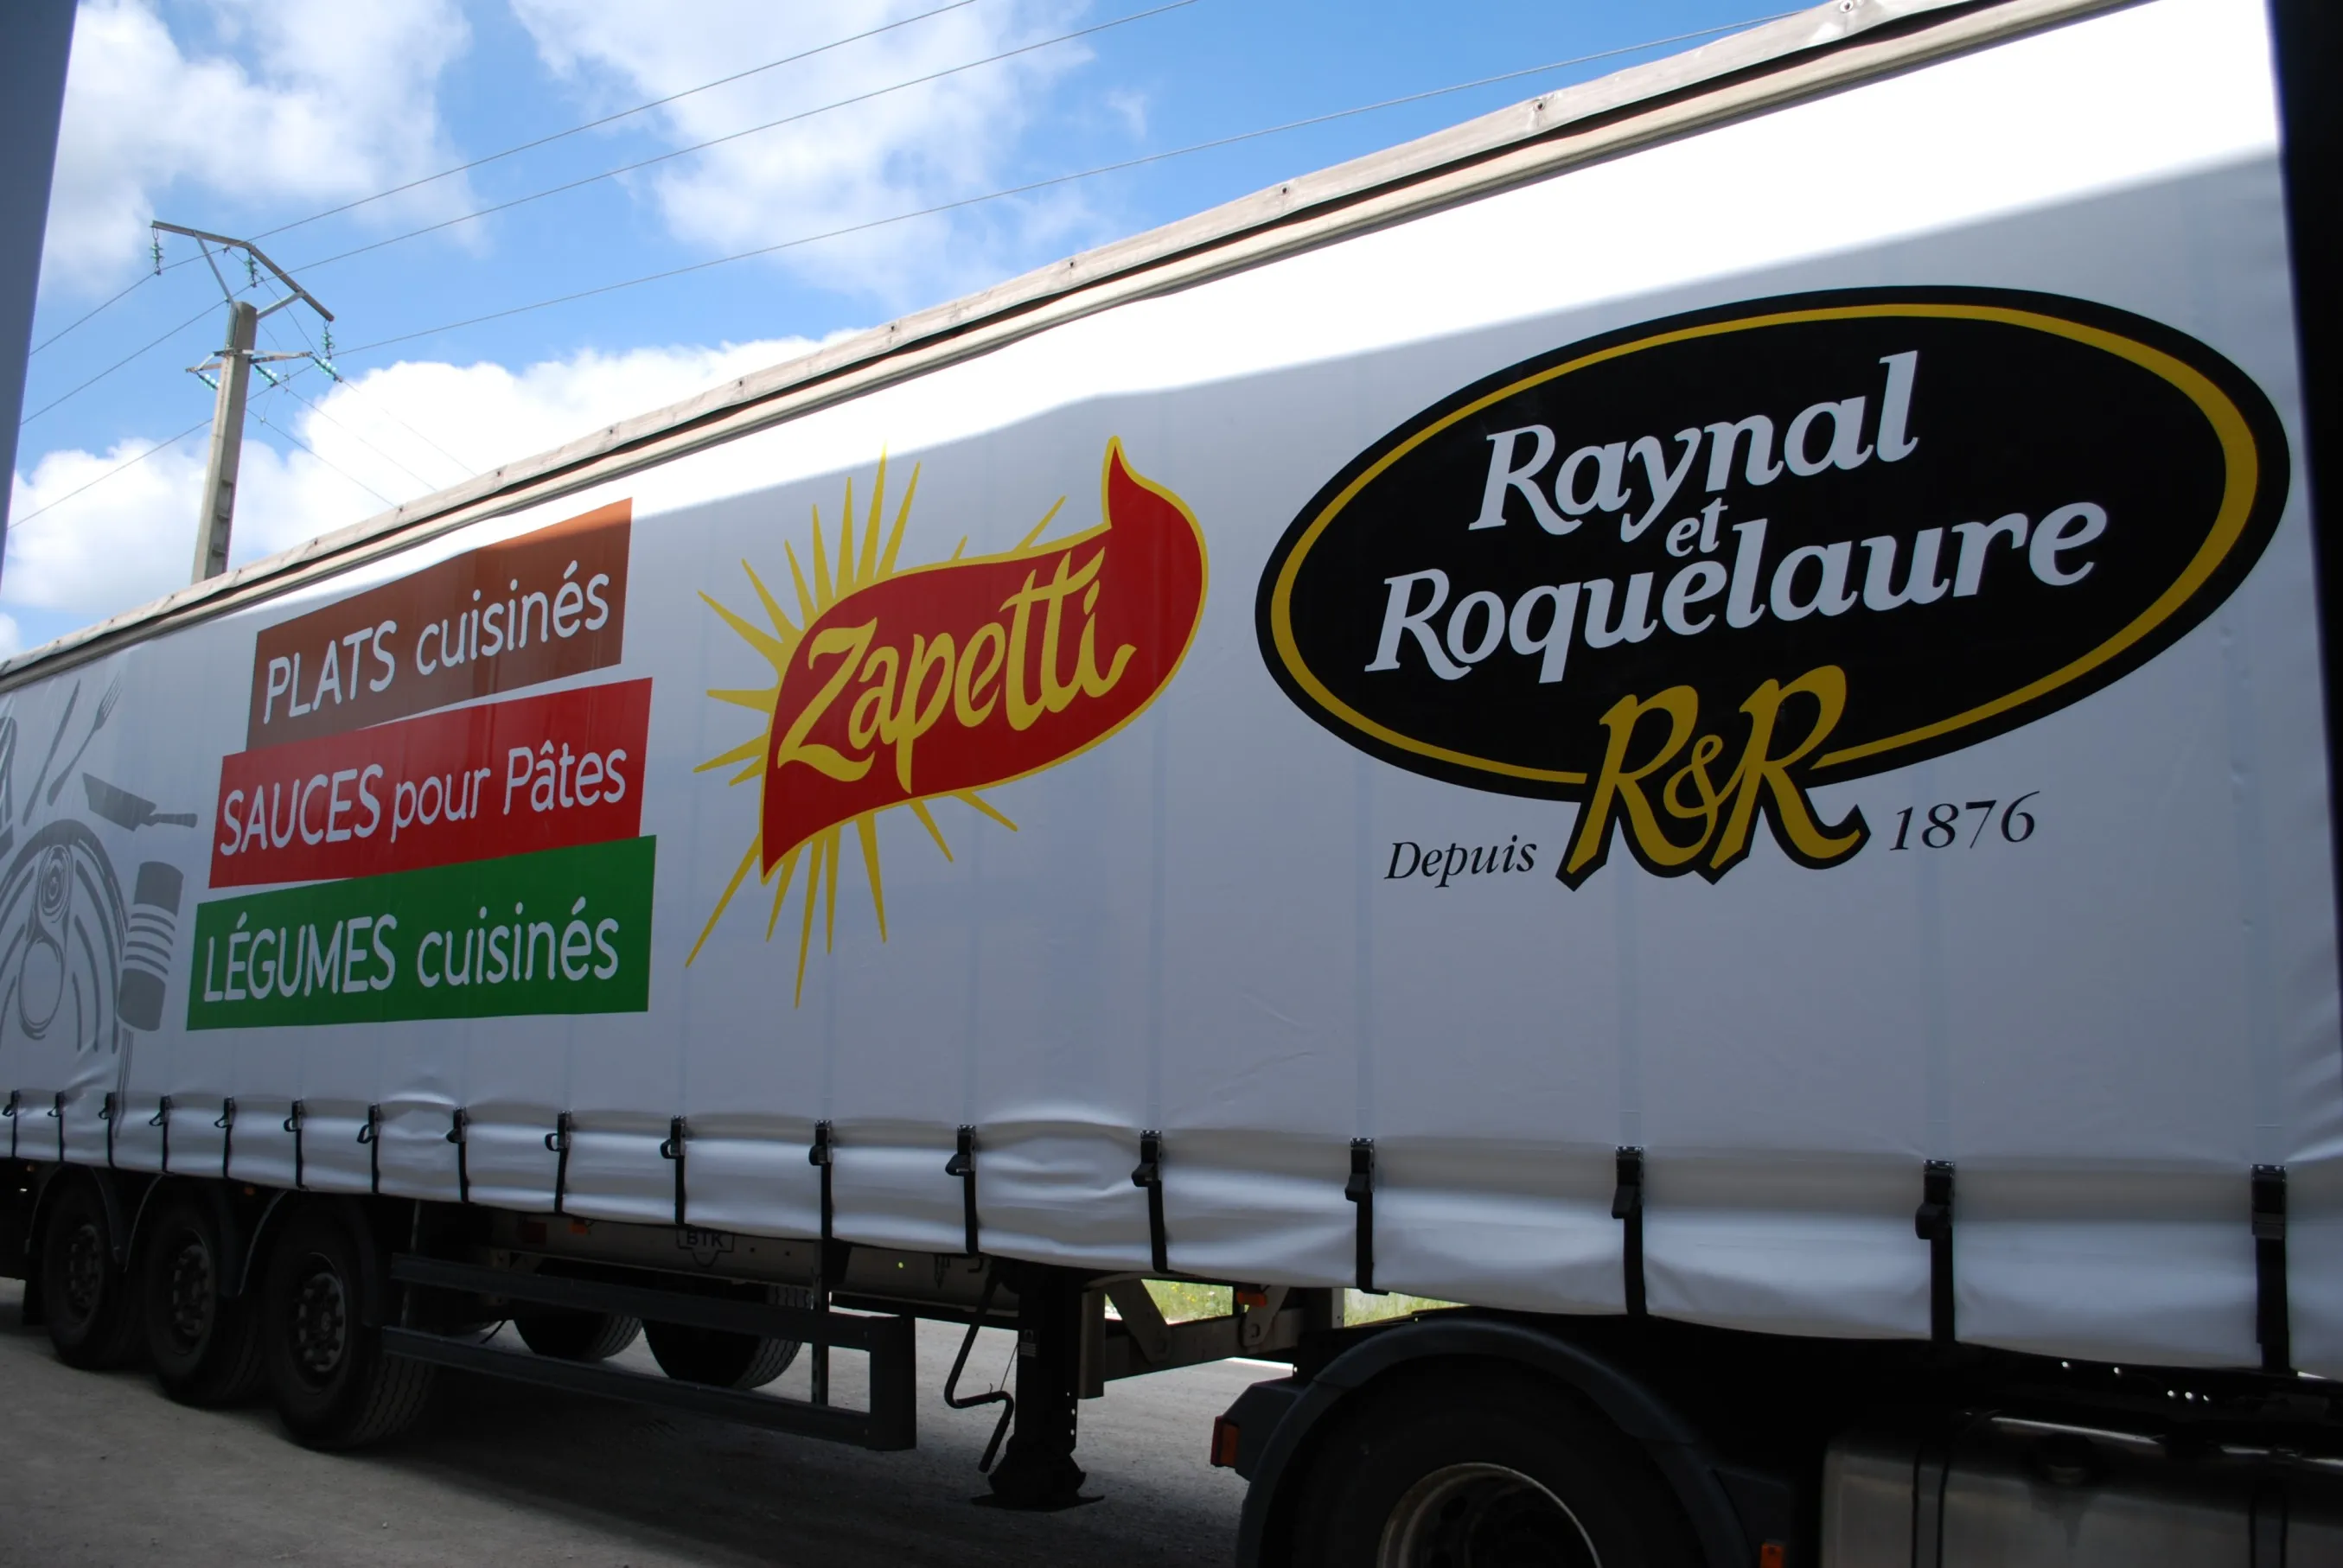 PLATS cuisinés
SAUCES pour Pâtes
LÉGUMES cuisinés
Zapetti
Raynal
et
Roquelaure
R&R
Depuis 1876
BTK